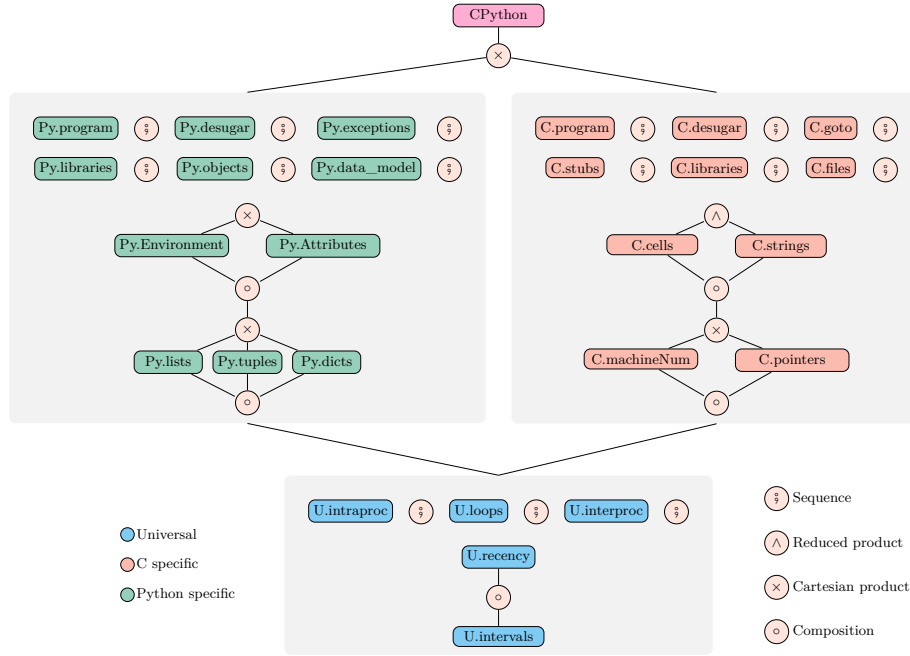 CPython
×
Py.program ; Py.desugar ; Py.exceptions ;
Py.libraries ; Py.objects ; Py.data_model ;
×
Py.Environment Py.Attributes
∘
×
Py.lists Py.tuples Py.dicts
∘
C.program ; C.desugar ; C.goto ;
C.stubs ; C.libraries ; C.files ;
∧
C.cells C.strings
∘
×
C.machineNum C.pointers
∘
U.intraproc ; U.loops ; U.interproc ;
U.recency
∘
U.intervals
Universal
C specific
Python specific
; Sequence
∧ Reduced product
× Cartesian product
∘ Composition